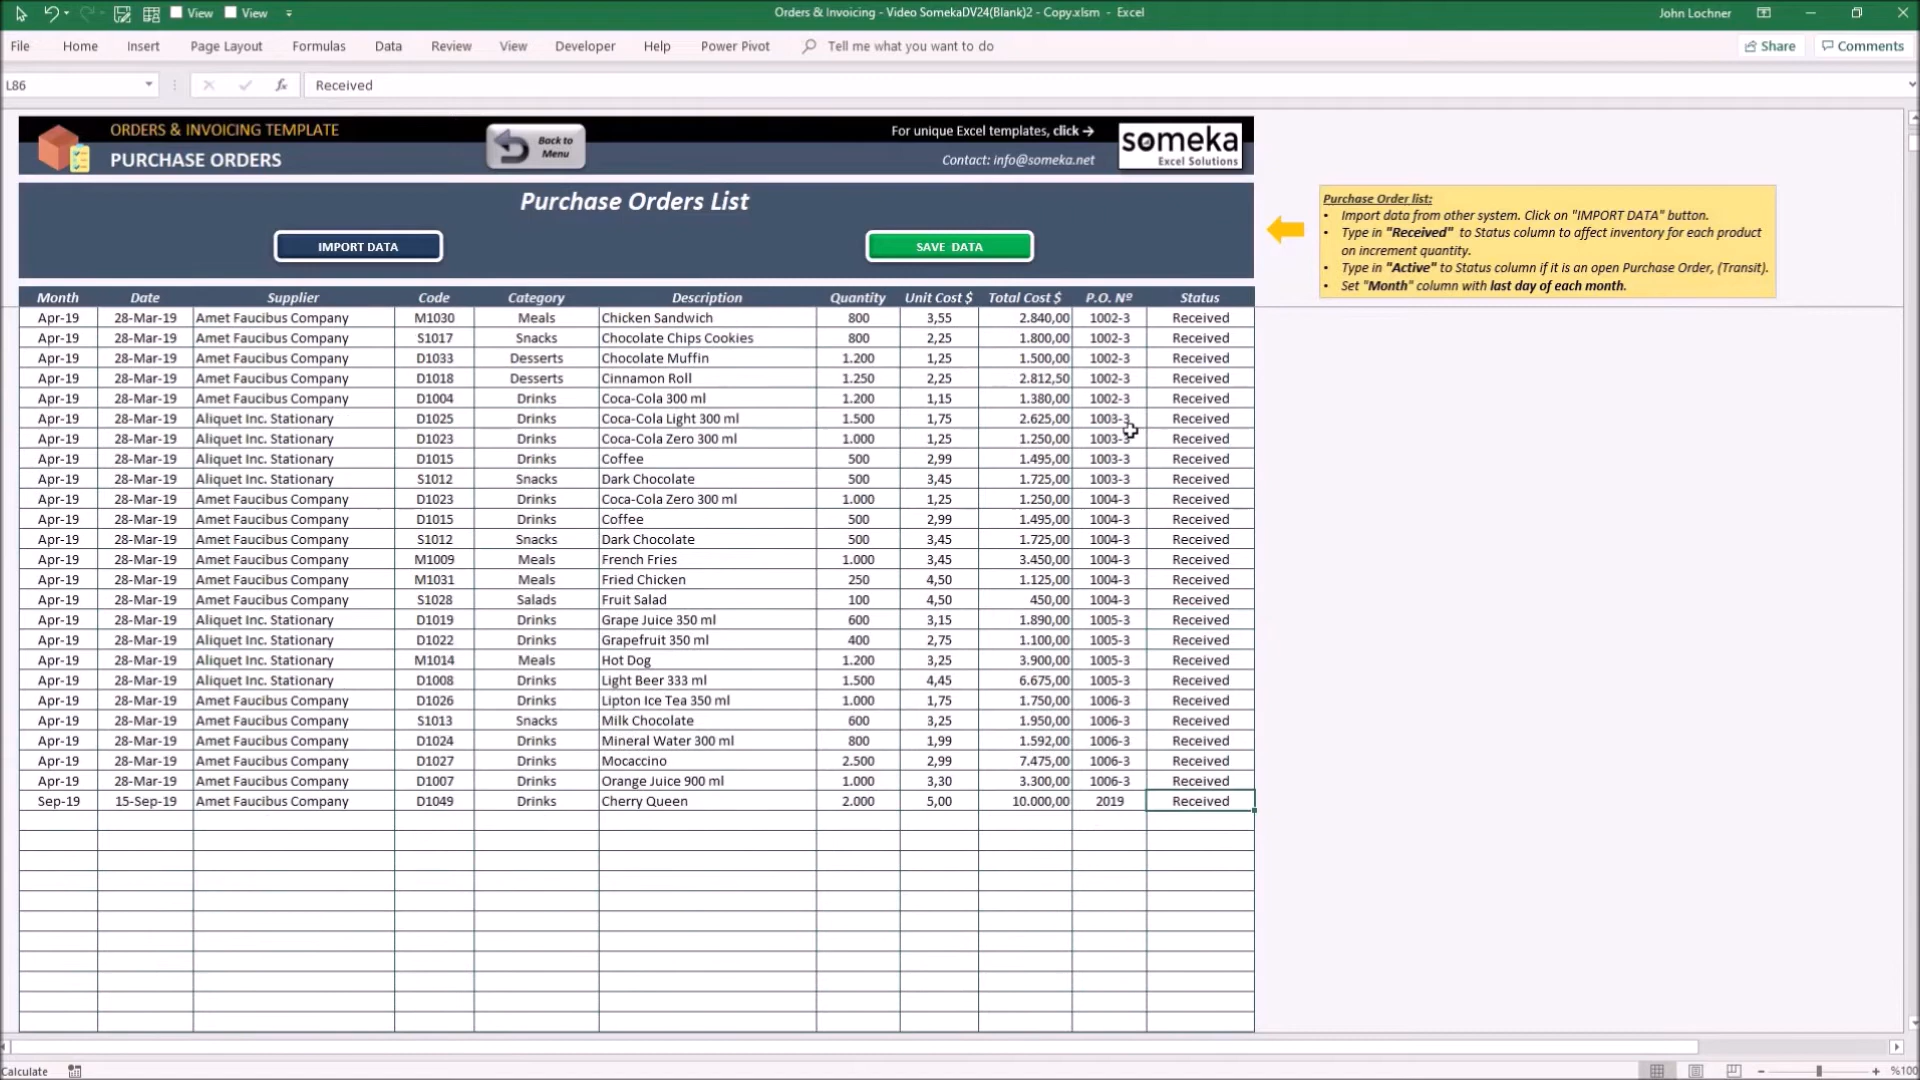 View View Orders & Invoicing - Video SomekaDV24(Blank)2 - Copy.xlsm - Excel John Lochner
File Home Insert Page Layout Formulas Data Review View Developer Help Power Pivot Tell me what you want to do Share Comments
L86 fx Received
ORDERS & INVOICING TEMPLATE
PURCHASE ORDERS
Back to
Menu
For unique Excel templates, click →
Contact: info@someka.net
someka
Excel Solutions
Purchase Orders List
IMPORT DATA SAVE DATA
Purchase Order list:
• Import data from other system. Click on "IMPORT DATA" button.
• Type in "Received" to Status column to affect inventory for each product
on increment quantity.
• Type in "Active" to Status column if it is an open Purchase Order, (Transit).
• Set "Month" column with last day of each month.
Month Date Supplier Code Category Description Quantity Unit Cost $ Total Cost $ P.O. Nº Status
Apr-19 28-Mar-19 Amet Faucibus Company M1030 Meals Chicken Sandwich 800 3,55 2.840,00 1002-3 Received
Apr-19 28-Mar-19 Amet Faucibus Company S1017 Snacks Chocolate Chips Cookies 800 2,25 1.800,00 1002-3 Received
Apr-19 28-Mar-19 Amet Faucibus Company D1033 Desserts Chocolate Muffin 1.200 1,25 1.500,00 1002-3 Received
Apr-19 28-Mar-19 Amet Faucibus Company D1018 Desserts Cinnamon Roll 1.250 2,25 2.812,50 1002-3 Received
Apr-19 28-Mar-19 Amet Faucibus Company D1004 Drinks Coca-Cola 300 ml 1.200 1,15 1.380,00 1002-3 Received
Apr-19 28-Mar-19 Aliquet Inc. Stationary D1025 Drinks Coca-Cola Light 300 ml 1.500 1,75 2.625,00 1003-3 Received
Apr-19 28-Mar-19 Aliquet Inc. Stationary D1023 Drinks Coca-Cola Zero 300 ml 1.000 1,25 1.250,00 1003-3 Received
Apr-19 28-Mar-19 Aliquet Inc. Stationary D1015 Drinks Coffee 500 2,99 1.495,00 1003-3 Received
Apr-19 28-Mar-19 Aliquet Inc. Stationary S1012 Snacks Dark Chocolate 500 3,45 1.725,00 1003-3 Received
Apr-19 28-Mar-19 Amet Faucibus Company D1023 Drinks Coca-Cola Zero 300 ml 1.000 1,25 1.250,00 1004-3 Received
Apr-19 28-Mar-19 Amet Faucibus Company D1015 Drinks Coffee 500 2,99 1.495,00 1004-3 Received
Apr-19 28-Mar-19 Amet Faucibus Company S1012 Snacks Dark Chocolate 500 3,45 1.725,00 1004-3 Received
Apr-19 28-Mar-19 Amet Faucibus Company M1009 Meals French Fries 1.000 3,45 3.450,00 1004-3 Received
Apr-19 28-Mar-19 Amet Faucibus Company M1031 Meals Fried Chicken 250 4,50 1.125,00 1004-3 Received
Apr-19 28-Mar-19 Amet Faucibus Company S1028 Salads Fruit Salad 100 4,50 450,00 1004-3 Received
Apr-19 28-Mar-19 Aliquet Inc. Stationary D1019 Drinks Grape Juice 350 ml 600 3,15 1.890,00 1005-3 Received
Apr-19 28-Mar-19 Aliquet Inc. Stationary D1022 Drinks Grapefruit 350 ml 400 2,75 1.100,00 1005-3 Received
Apr-19 28-Mar-19 Aliquet Inc. Stationary M1014 Meals Hot Dog 1.200 3,25 3.900,00 1005-3 Received
Apr-19 28-Mar-19 Aliquet Inc. Stationary D1008 Drinks Light Beer 333 ml 1.500 4,45 6.675,00 1005-3 Received
Apr-19 28-Mar-19 Amet Faucibus Company D1026 Drinks Lipton Ice Tea 350 ml 1.000 1,75 1.750,00 1006-3 Received
Apr-19 28-Mar-19 Amet Faucibus Company S1013 Snacks Milk Chocolate 600 3,25 1.950,00 1006-3 Received
Apr-19 28-Mar-19 Amet Faucibus Company D1024 Drinks Mineral Water 300 ml 800 1,99 1.592,00 1006-3 Received
Apr-19 28-Mar-19 Amet Faucibus Company D1027 Drinks Mocaccino 2.500 2,99 7.475,00 1006-3 Received
Apr-19 28-Mar-19 Amet Faucibus Company D1007 Drinks Orange Juice 900 ml 1.000 3,30 3.300,00 1006-3 Received
Sep-19 15-Sep-19 Amet Faucibus Company D1049 Drinks Cherry Queen 2.000 5,00 10.000,00 2019 Received
Calculate %100